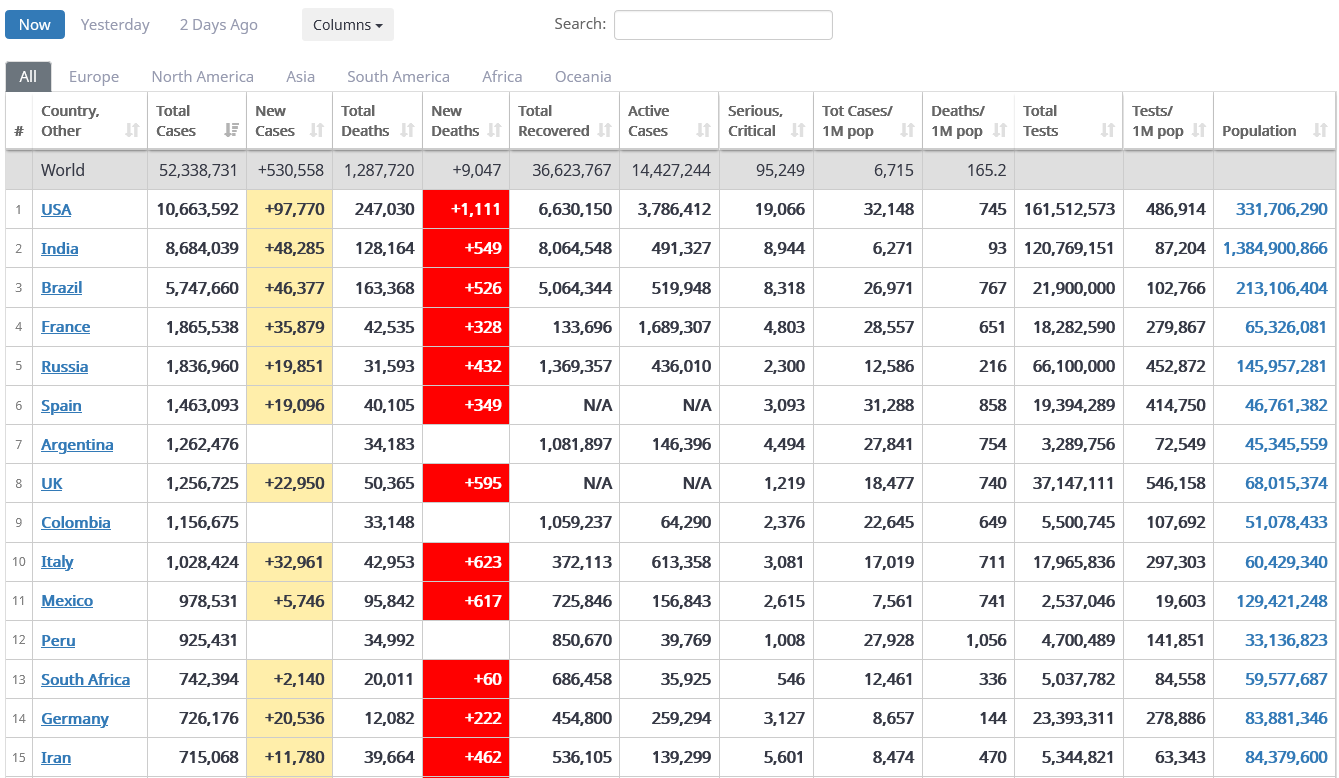 Now Yesterday 2 Days Ago Columns Search:
All Europe North America Asia South America Africa Oceania
# Country, Other Total Cases New Cases Total Deaths New Deaths Total Recovered Active Cases Serious, Critical Tot Cases/ 1M pop Deaths/ 1M pop Total Tests Tests/ 1M pop Population
World 52,338,731 +530,558 1,287,720 +9,047 36,623,767 14,427,244 95,249 6,715 165.2
1 USA 10,663,592 +97,770 247,030 +1,111 6,630,150 3,786,412 19,066 32,148 745 161,512,573 486,914 331,706,290
2 India 8,684,039 +48,285 128,164 +549 8,064,548 491,327 8,944 6,271 93 120,769,151 87,204 1,384,900,866
3 Brazil 5,747,660 +46,377 163,368 +526 5,064,344 519,948 8,318 26,971 767 21,900,000 102,766 213,106,404
4 France 1,865,538 +35,879 42,535 +328 133,696 1,689,307 4,803 28,557 651 18,282,590 279,867 65,326,081
5 Russia 1,836,960 +19,851 31,593 +432 1,369,357 436,010 2,300 12,586 216 66,100,000 452,872 145,957,281
6 Spain 1,463,093 +19,096 40,105 +349 N/A N/A 3,093 31,288 858 19,394,289 414,750 46,761,382
7 Argentina 1,262,476 34,183 1,081,897 146,396 4,494 27,841 754 3,289,756 72,549 45,345,559
8 UK 1,256,725 +22,950 50,365 +595 N/A N/A 1,219 18,477 740 37,147,111 546,158 68,015,374
9 Colombia 1,156,675 33,148 1,059,237 64,290 2,376 22,645 649 5,500,745 107,692 51,078,433
10 Italy 1,028,424 +32,961 42,953 +623 372,113 613,358 3,081 17,019 711 17,965,836 297,303 60,429,340
11 Mexico 978,531 +5,746 95,842 +617 725,846 156,843 2,615 7,561 741 2,537,046 19,603 129,421,248
12 Peru 925,431 34,992 850,670 39,769 1,008 27,928 1,056 4,700,489 141,851 33,136,823
13 South Africa 742,394 +2,140 20,011 +60 686,458 35,925 546 12,461 336 5,037,782 84,558 59,577,687
14 Germany 726,176 +20,536 12,082 +222 454,800 259,294 3,127 8,657 144 23,393,311 278,886 83,881,346
15 Iran 715,068 +11,780 39,664 +462 536,105 139,299 5,601 8,474 470 5,344,821 63,343 84,379,600